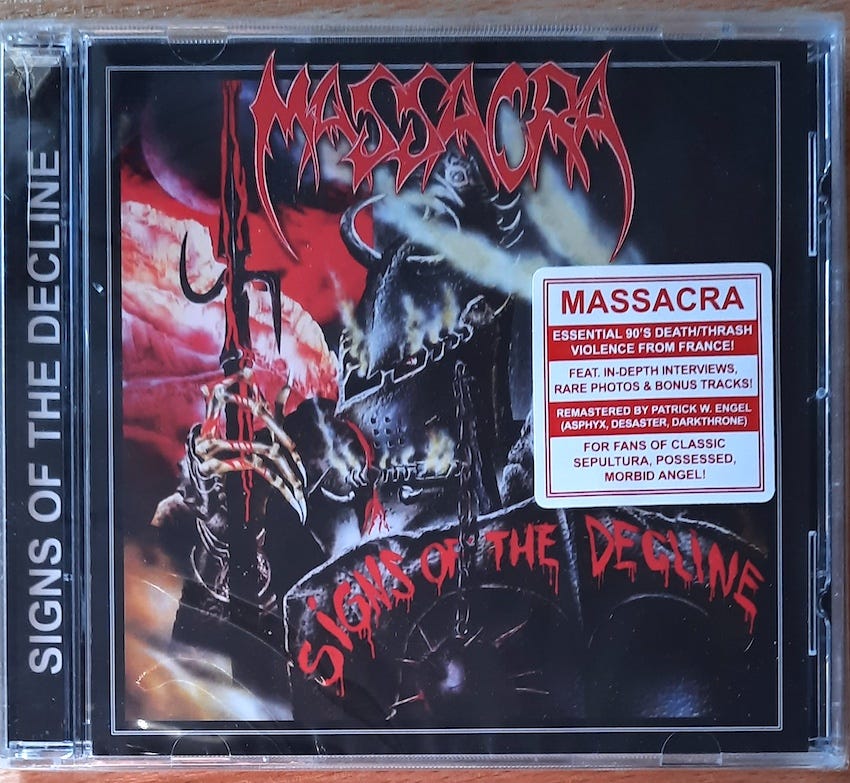 SIGNS OF THE DECLINE
MASSACRA
MASSACRA
ESSENTIAL 90'S DEATH/THRASH
VIOLENCE FROM FRANCE!
FEAT. IN-DEPTH INTERVIEWS,
RARE PHOTOS & BONUS TRACKS!
REMASTERED BY PATRICK W. ENGEL
(ASPHYX, DESASTER, DARKTHRONE)
FOR FANS OF CLASSIC
SEPULTURA, POSSESSED,
MORBID ANGEL!
SIGNS OF THE DECLINE